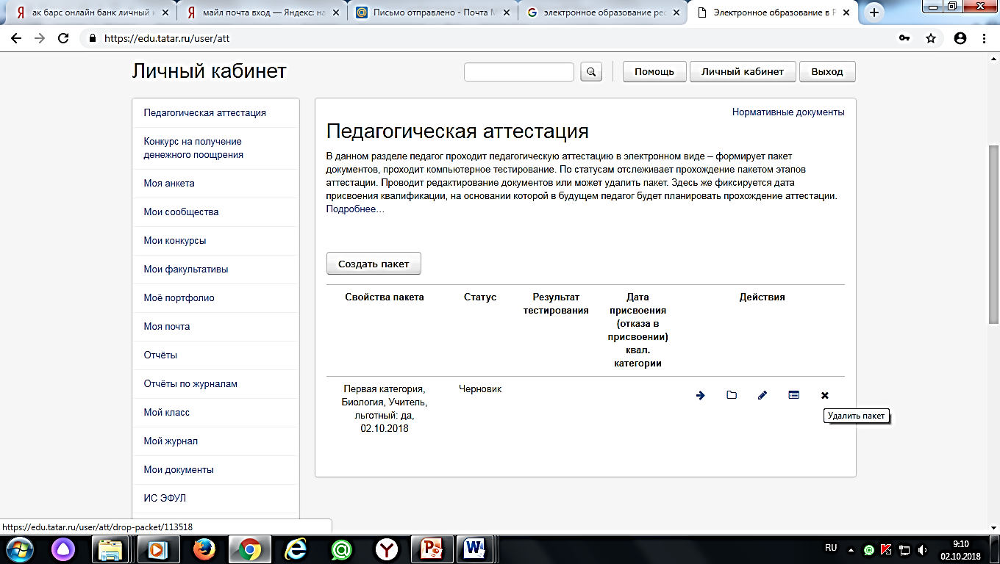 ак барс онлайн банк личный к
майл почта вход — Яндекс: на
Письмо отправлено - Почта M
электронное образование рес
Электронное образование в Р
https://edu.tatar.ru/user/att
Личный кабинет
Помощь
Личный кабинет
Выход
Педагогическая аттестация
Конкурс на получение
денежного поощрения
Моя анкета
Мои сообщества
Мои конкурсы
Мои факультативы
Моё портфолио
Моя почта
Отчёты
Отчёты по журналам
Мой класс
Мой журнал
Мои документы
ИС ЭФУЛ
Нормативные документы
Педагогическая аттестация
В данном разделе педагог проходит педагогическую аттестацию в электронном виде – формирует пакет
документов, проходит компьютерное тестирование. По статусам отслеживает прохождение пакетом этапов
аттестации. Проводит редактирование документов или может удалить пакет. Здесь же фиксируется дата
присвоения квалификации, на основании которой в будущем педагог будет планировать прохождение аттестации.
Подробнее…
Создать пакет
Свойства пакета
Статус
Результат
тестирования
Дата
присвоения
(отказа в
присвоении)
квал.
категории
Действия
Первая категория,
Биология, Учитель,
льготный: да,
02.10.2018
Черновик
Удалить пакет
https://edu.tatar.ru/user/att/drop-packet/113518
RU
9:10
02.10.2018